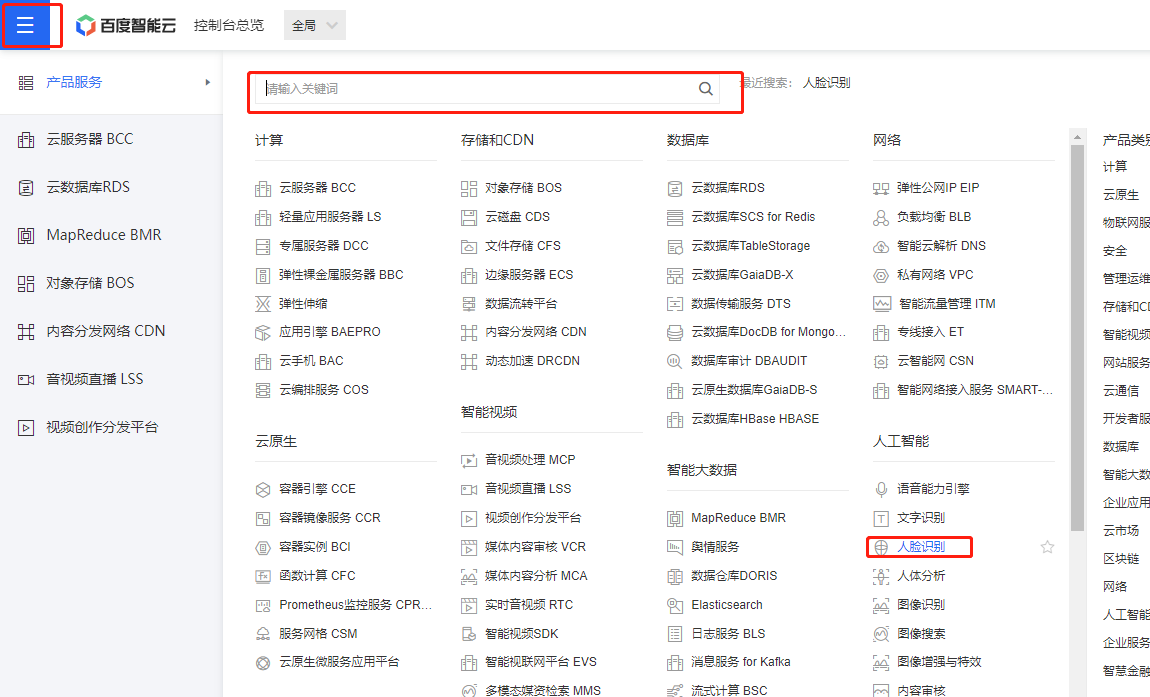 百度智能云 控制台总览 全局
产品服务
云服务器 BCC
云数据库RDS
MapReduce BMR
对象存储 BOS
内容分发网络 CDN
音视频直播 LSS
视频创作分发平台
请输入关键词
最近搜索： 人脸识别
计算
云服务器 BCC
轻量应用服务器 LS
专属服务器 DCC
弹性裸金属服务器 BBC
弹性伸缩
应用引擎 BAEPRO
云手机 BAC
云编排服务 COS
云原生
容器引擎 CCE
容器镜像服务 CCR
容器实例 BCI
函数计算 CFC
Prometheus监控服务 CPR...
服务网格 CSM
云原生微服务应用平台
存储和CDN
对象存储 BOS
云磁盘 CDS
文件存储 CFS
边缘服务器 ECS
数据流转平台
内容分发网络 CDN
动态加速 DRCDN
智能视频
音视频处理 MCP
音视频直播 LSS
视频创作分发平台
媒体内容审核 VCR
媒体内容分析 MCA
实时音视频 RTC
智能视频SDK
智能视联网平台 EVS
多模态媒资检索 MMS
数据库
云数据库RDS
云数据库SCS for Redis
云数据库TableStorage
云数据库GaiaDB-X
数据传输服务 DTS
云数据库DocDB for Mongo...
数据库审计 DBAUDIT
云原生数据库GaiaDB-S
云数据库HBase HBASE
智能大数据
MapReduce BMR
舆情服务
数据仓库DORIS
Elasticsearch
日志服务 BLS
消息服务 for Kafka
流式计算 BSC
网络
弹性公网IP EIP
负载均衡 BLB
智能云解析 DNS
私有网络 VPC
智能流量管理 ITM
专线接入 ET
云智能网 CSN
智能网络接入服务 SMART-...
人工智能
语音能力引擎
文字识别
人脸识别
人体分析
图像识别
图像搜索
图像增强与特效
内容审核
产品类别
计算
云原生
物联网服
安全
管理运维
存储和CD
智能视频
网站服务
云通信
开发者服
数据库
智能大数
企业应用
云市场
区块链
网络
人工智能
企业服务
智慧金融